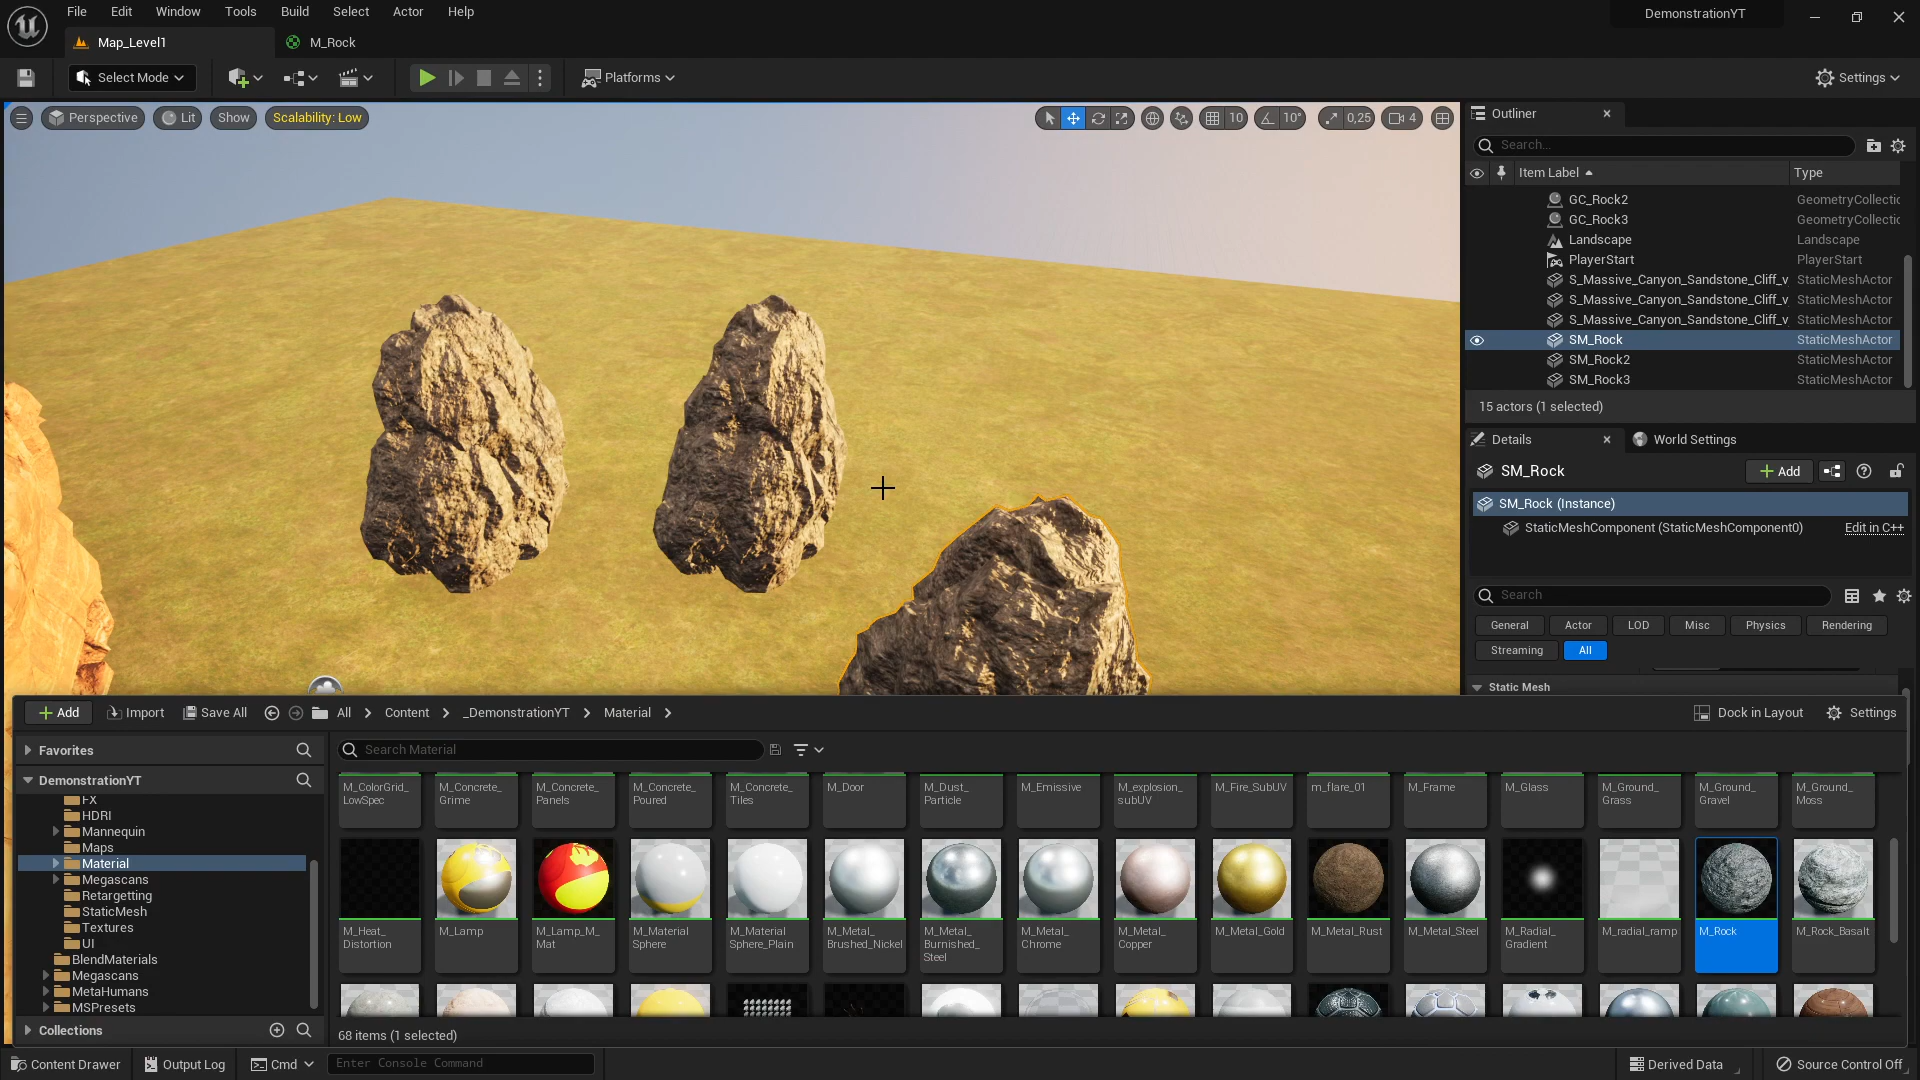 File Edit Window Tools Build Select Actor Help
DemonstrationYT
Map_Level1
M_Rock
Select Mode
Platforms
Settings
Perspective Lit Show Scalability: Low
10 10° 0,25 4
Outliner
Search...
Item Label Type
GC_Rock2 GeometryCollectic
GC_Rock3 GeometryCollectic
Landscape Landscape
PlayerStart PlayerStart
S_Massive_Canyon_Sandstone_Cliff_v StaticMeshActor
S_Massive_Canyon_Sandstone_Cliff_v StaticMeshActor
S_Massive_Canyon_Sandstone_Cliff_v StaticMeshActor
SM_Rock StaticMeshActor
SM_Rock2 StaticMeshActor
SM_Rock3 StaticMeshActor
15 actors (1 selected)
Details World Settings
SM_Rock
Add
SM_Rock (Instance)
StaticMeshComponent (StaticMeshComponent0) Edit in C++
Search
General Actor LOD Misc Physics Rendering
Streaming All
Static Mesh
Add Import Save All All Content _DemonstrationYT Material
Dock in Layout Settings
Favorites
Search Material
DemonstrationYT
FX
HDRI
Mannequin
Maps
Material
Megascans
Retargetting
StaticMesh
Textures
UI
BlendMaterials
Megascans
MetaHumans
MSPresets
Collections
M_ColorGrid_
LowSpec
M_Concrete_
Grime
M_Concrete_
Panels
M_Concrete_
Poured
M_Concrete_
Tiles
M_Door
M_Dust_
Particle
M_Emissive
M_explosion_
subUV
M_Fire_SubUV
m_flare_01
M_Frame
M_Glass
M_Ground_
Grass
M_Ground_
Gravel
M_Ground_
Moss
M_Heat_
Distortion
M_Lamp
M_Lamp_M_
Mat
M_Material
Sphere
M_Material
Sphere_Plain
M_Metal_
Brushed_Nickel
M_Metal_
Burnished_
Steel
M_Metal_
Chrome
M_Metal_
Copper
M_Metal_Gold
M_Metal_Rust
M_Metal_Steel
M_Radial_
Gradient
M_radial_ramp
M_Rock
M_Rock_Basalt
68 items (1 selected)
Content Drawer Output Log Cmd Enter Console Command
Derived Data Source Control Off